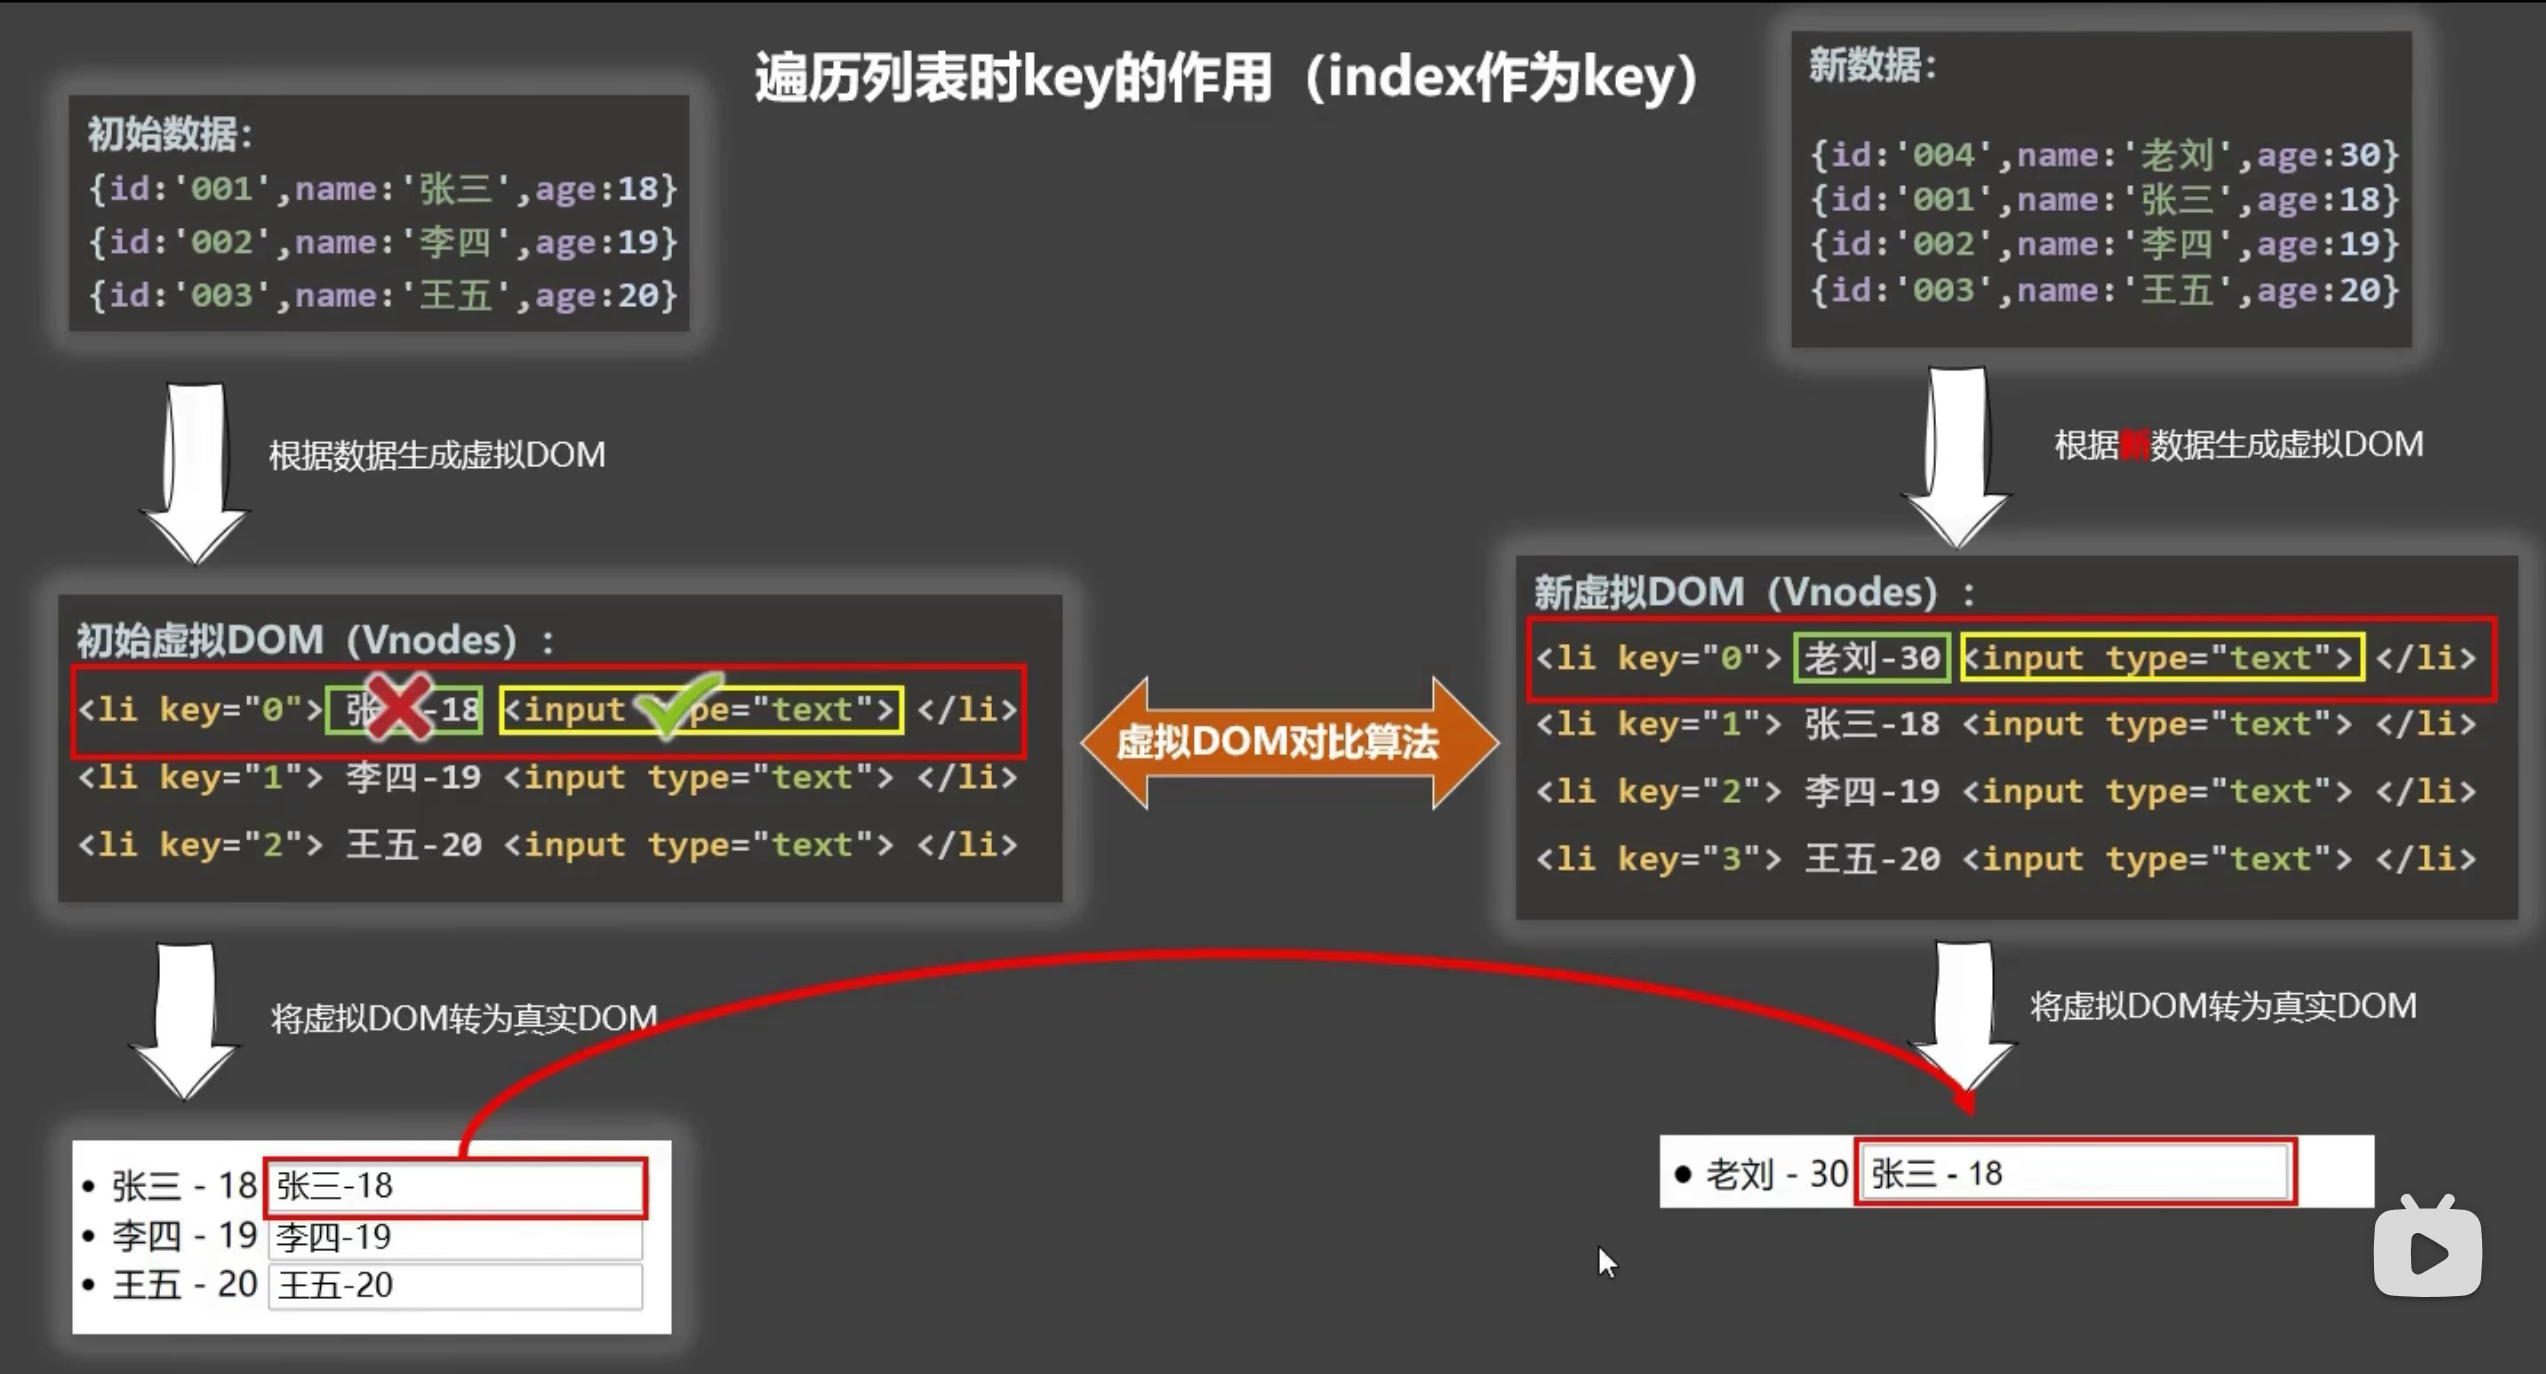 遍历列表时key的作用（index作为key）
初始数据:
{id:'001',name:'张三',age:18}
{id:'002',name:'李四',age:19}
{id:'003',name:'王五',age:20}
新数据:
{id:'004',name:'老刘',age:30}
{id:'001',name:'张三',age:18}
{id:'002',name:'李四',age:19}
{id:'003',name:'王五',age:20}
根据数据生成虚拟DOM
根据新数据生成虚拟DOM
初始虚拟DOM（Vnodes）:
<li key="0"> 张 -18 <input pe="text"> </li>
<li key="1"> 李四-19 <input type="text"> </li>
<li key="2"> 王五-20 <input type="text"> </li>
虚拟DOM对比算法
新虚拟DOM（Vnodes）:
<li key="0"> 老刘-30 <input type="text"> </li>
<li key="1"> 张三-18 <input type="text"> </li>
<li key="2"> 李四-19 <input type="text"> </li>
<li key="3"> 王五-20 <input type="text"> </li>
将虚拟DOM转为真实DOM
将虚拟DOM转为真实DOM
• 张三 - 18 张三-18
• 李四 - 19 李四-19
• 王五 - 20 王五-20
• 老刘 - 30 张三 - 18